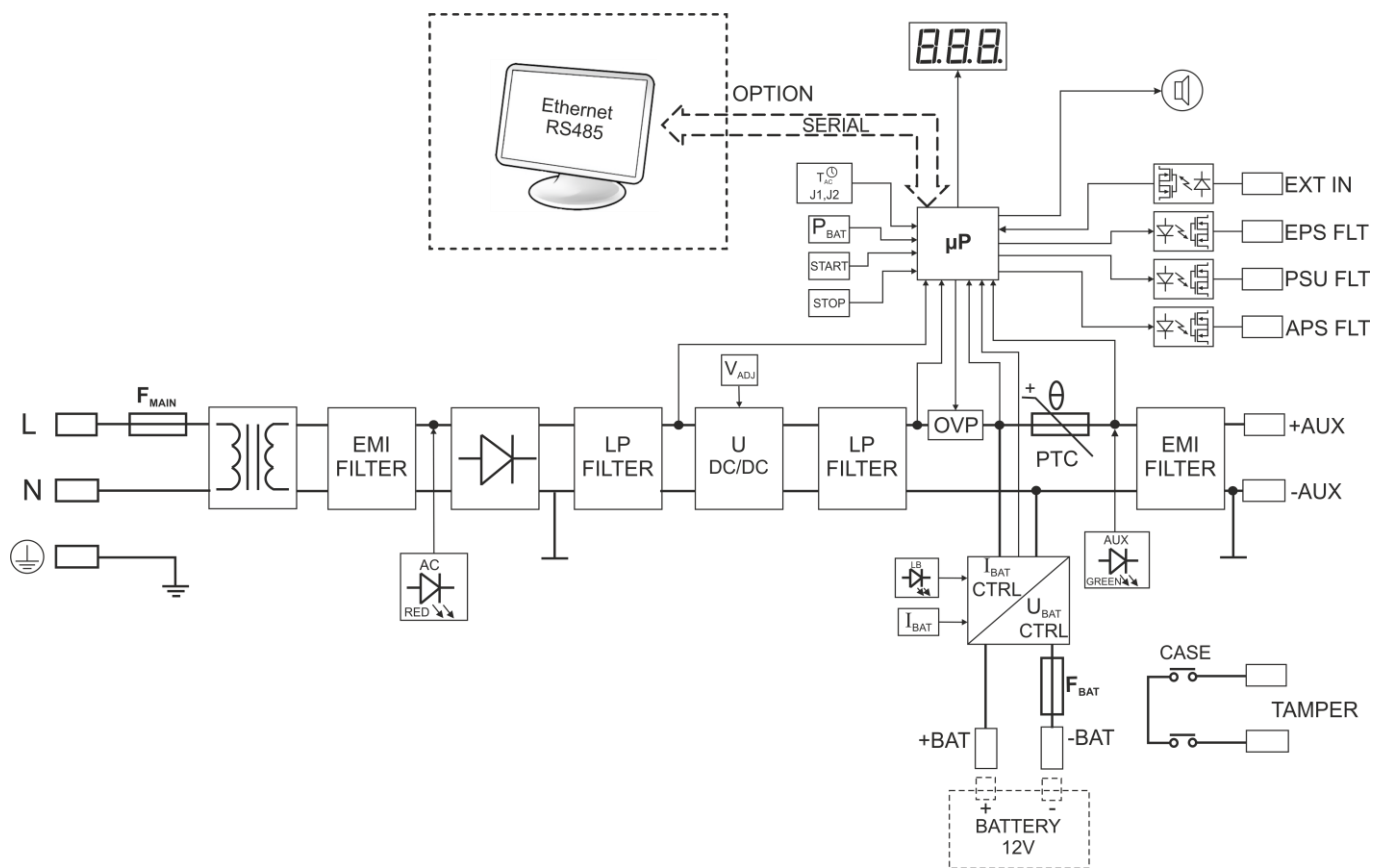 8.8.8.
OPTION
Ethernet
RS485
SERIAL
T AC
J1,J2
EXT IN
P BAT
µP
EPS FLT
START
PSU FLT
STOP
APS FLT
V ADJ
F MAIN
+ θ
L
EMI
FILTER
LP
FILTER
U
DC/DC
LP
FILTER
OVP
PTC
EMI
FILTER
+AUX
N
-AUX
AC
RED
AUX
GREEN
LB
I BAT
CTRL
I BAT
U BAT
CTRL
CASE
F BAT
TAMPER
+BAT
-BAT
+ -
BATTERY
12V